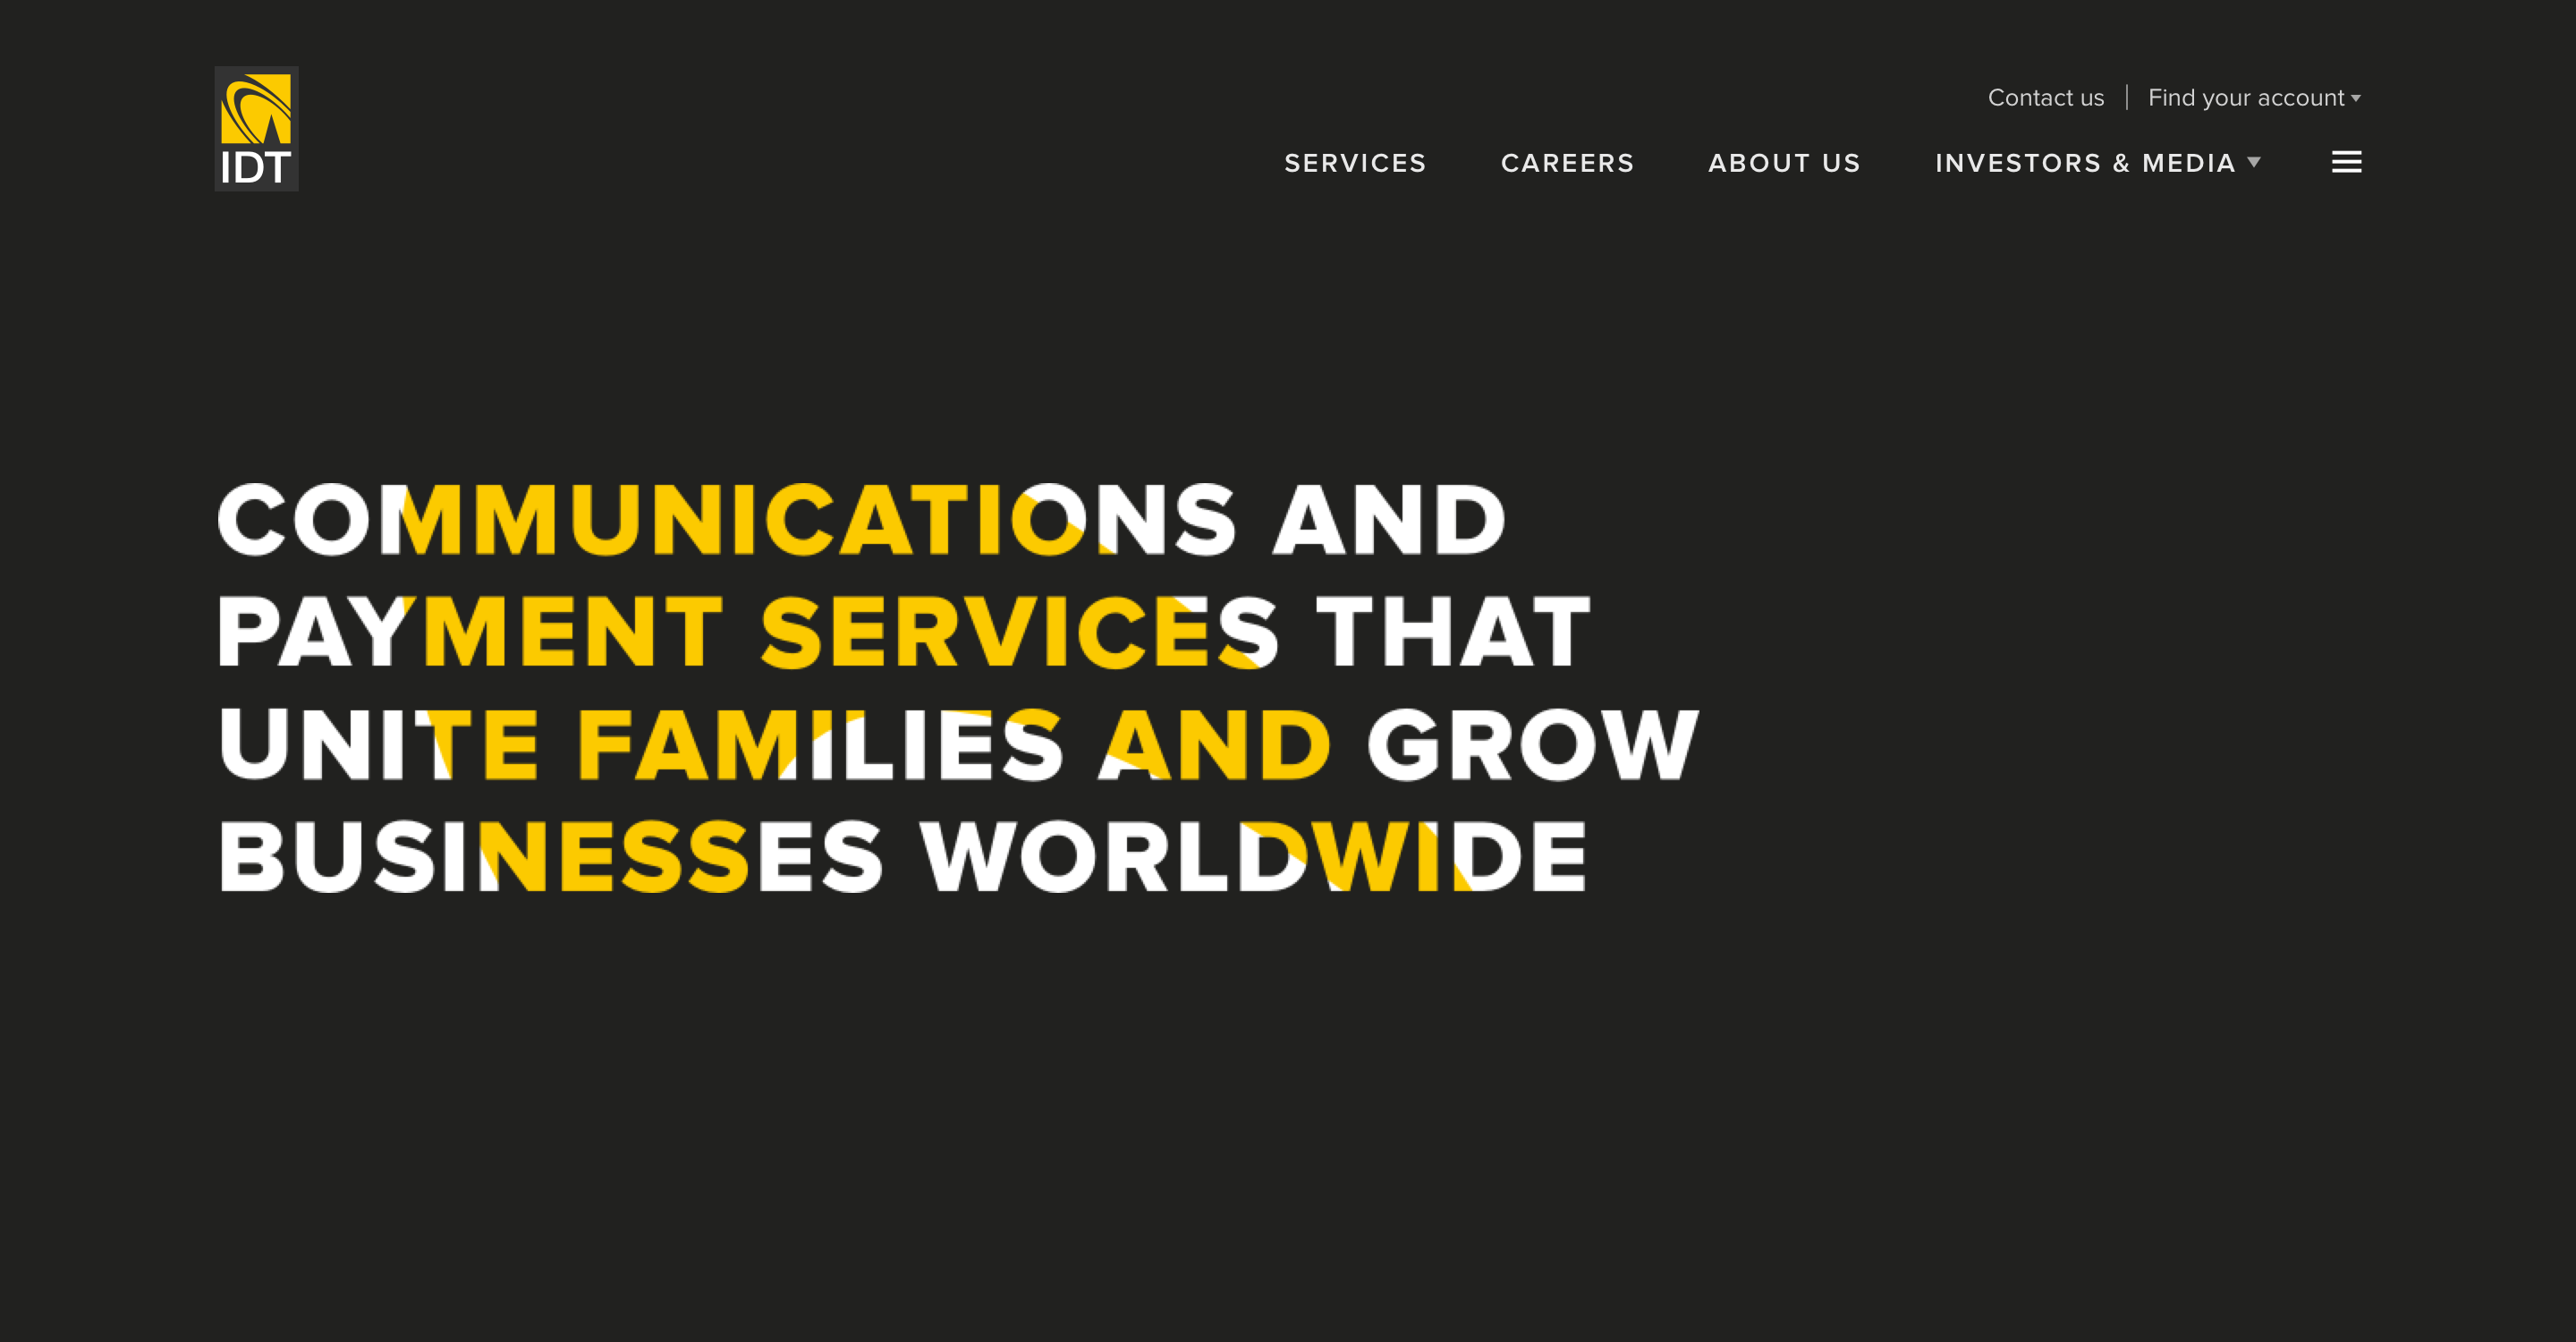 IDT
Contact us
Find your account
SERVICES
CAREERS
ABOUT US
INVESTORS & MEDIA
COMMUNICATIONS AND
PAYMENT SERVICES THAT
UNITE FAMILIES AND GROW
BUSINESSES WORLDWIDE